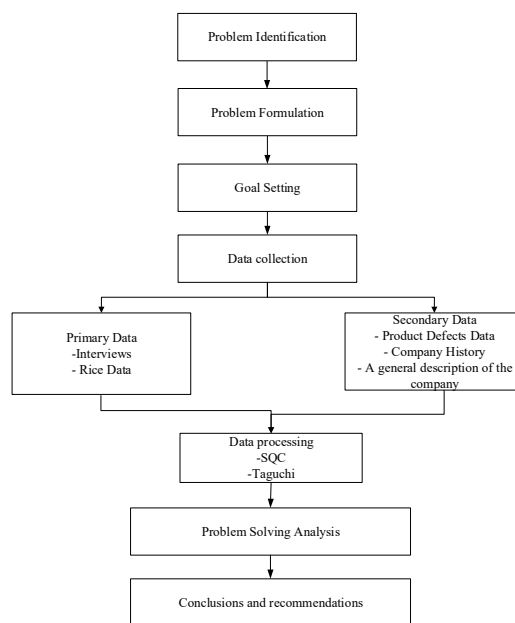 Problem Identification
Problem Formulation
Goal Setting
Data collection
Primary Data
-Interviews
- Rice Data
Secondary Data
- Product Defects Data
- Company History
- A general description of the
company
Data processing
-SQC
-Taguchi
Problem Solving Analysis
Conclusions and recommendations